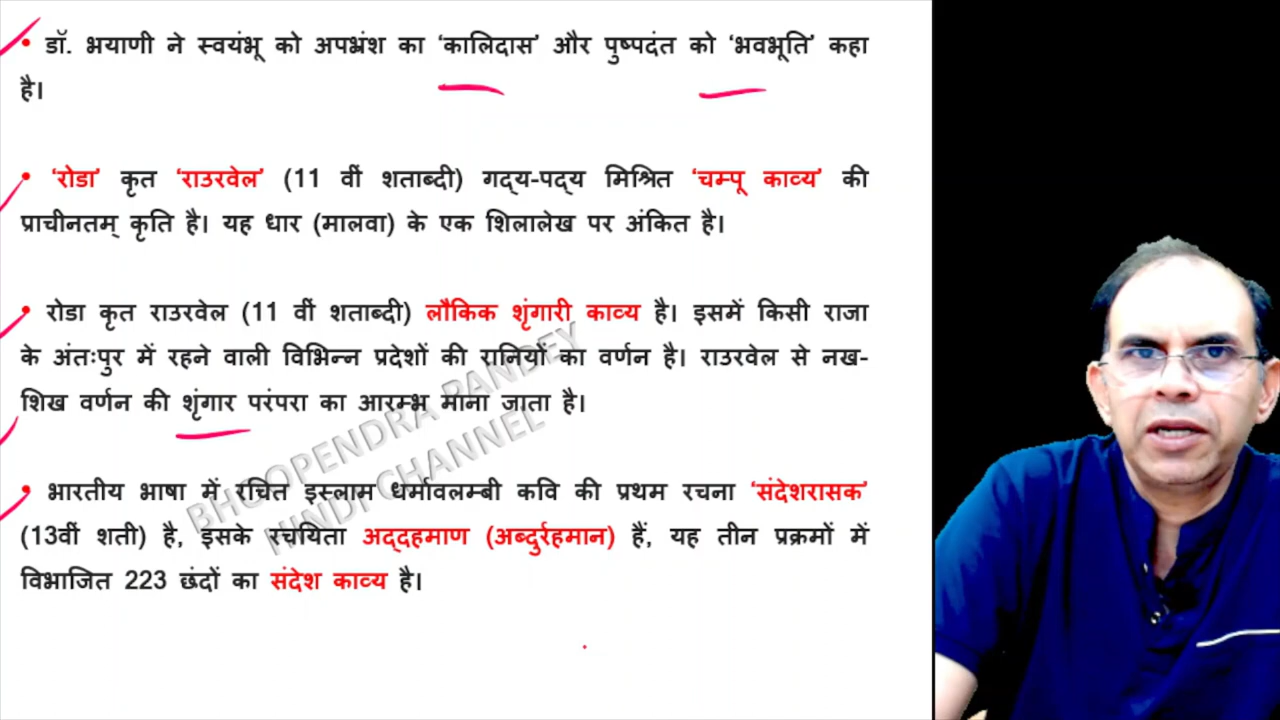 • डॉ. भयाणी ने स्वयंभू को अपभ्रंश का ‘कालिदास’ और पुष्पदंत को ‘भवभूति’ कहा
है।
• ‘रोडा’ कृत ‘राउरवेल’ (11 वीं शताब्दी) गद्य-पद्य मिश्रित ‘चम्पू काव्य’ की
प्राचीनतम् कृति है। यह धार (मालवा) के एक शिलालेख पर अंकित है।
• रोडा कृत राउरवेल (11 वीं शताब्दी) लौकिक शृंगारी काव्य है। इसमें किसी राजा
के अंतःपुर में रहने वाली विभिन्न प्रदेशों की रानियों का वर्णन है। राउरवेल से नख-
शिख वर्णन की शृंगार परंपरा का आरम्भ माना जाता है।
• भारतीय भाषा में रचित इस्लाम धर्मावलम्बी कवि की प्रथम रचना ‘संदेशरासक’
(13वीं शती) है, इसके रचयिता अद्दहमाण (अब्दुर्रहमान) हैं, यह तीन प्रक्रमों में
विभाजित 223 छंदों का संदेश काव्य है।
BHOOPENDRA PANDEY
HINDI CHANNEL